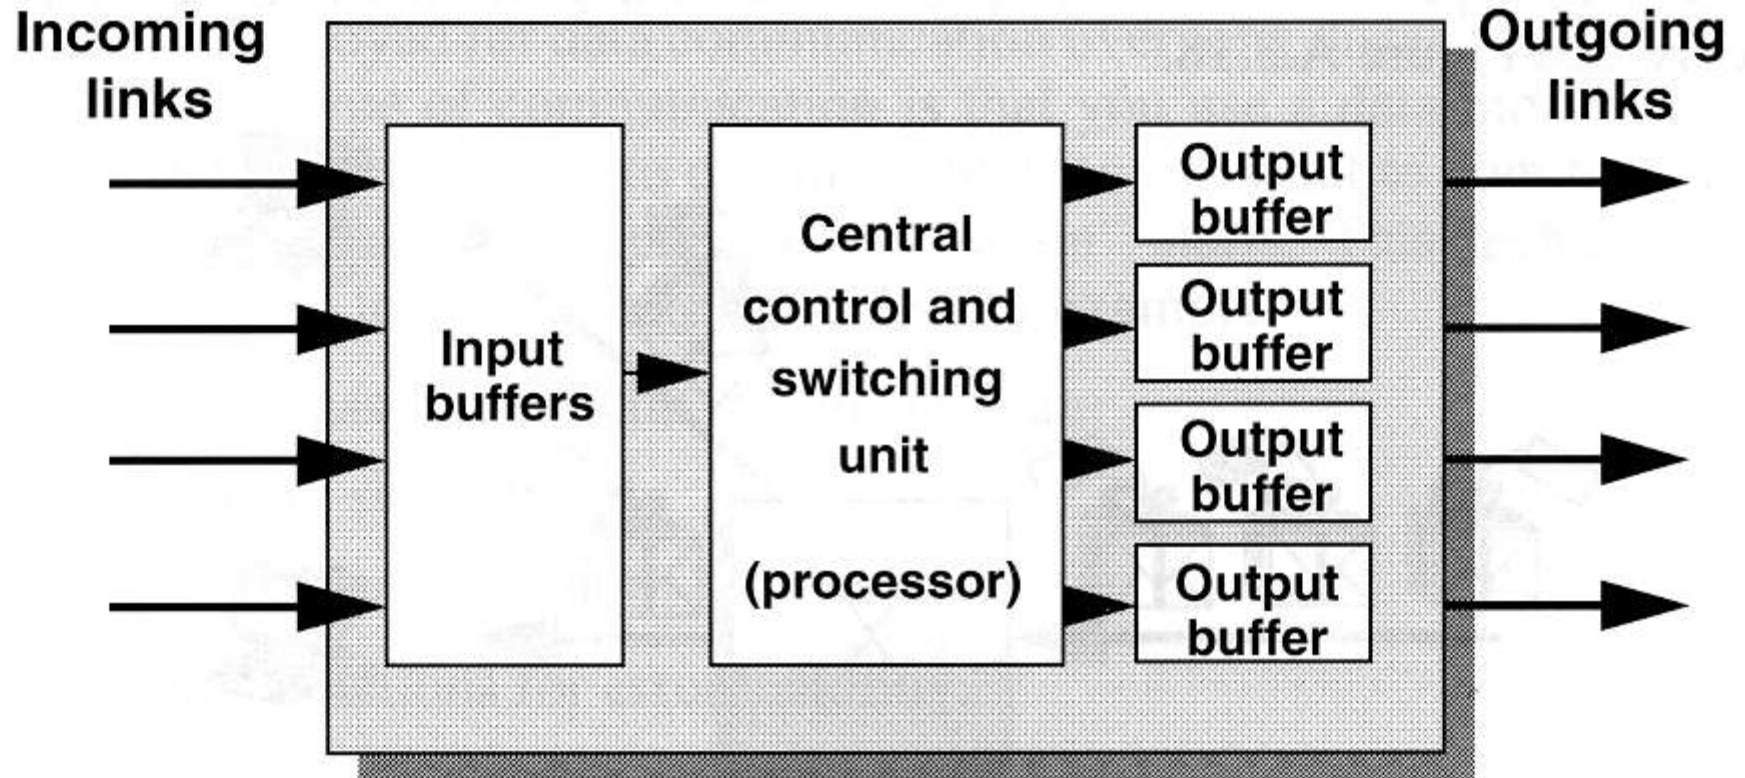 Incoming
links
Outgoing
links
Input
buffers
Central
control and
switching
unit
(processor)
Output
buffer
Output
buffer
Output
buffer
Output
buffer